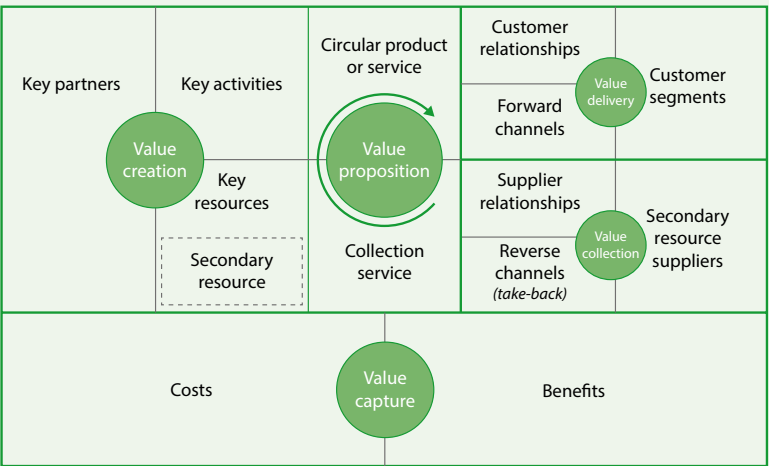 Key partners
Value
creation
Key activities
Key
resources
Secondary
resource
Circular product
or service
Value
proposition
Collection
service
Customer
relationships
Forward
channels
Value
delivery
Customer
segments
Supplier
relationships
Reverse
channels
(take-back)
Value
collection
Secondary
resource
suppliers
Costs
Value
capture
Benefits